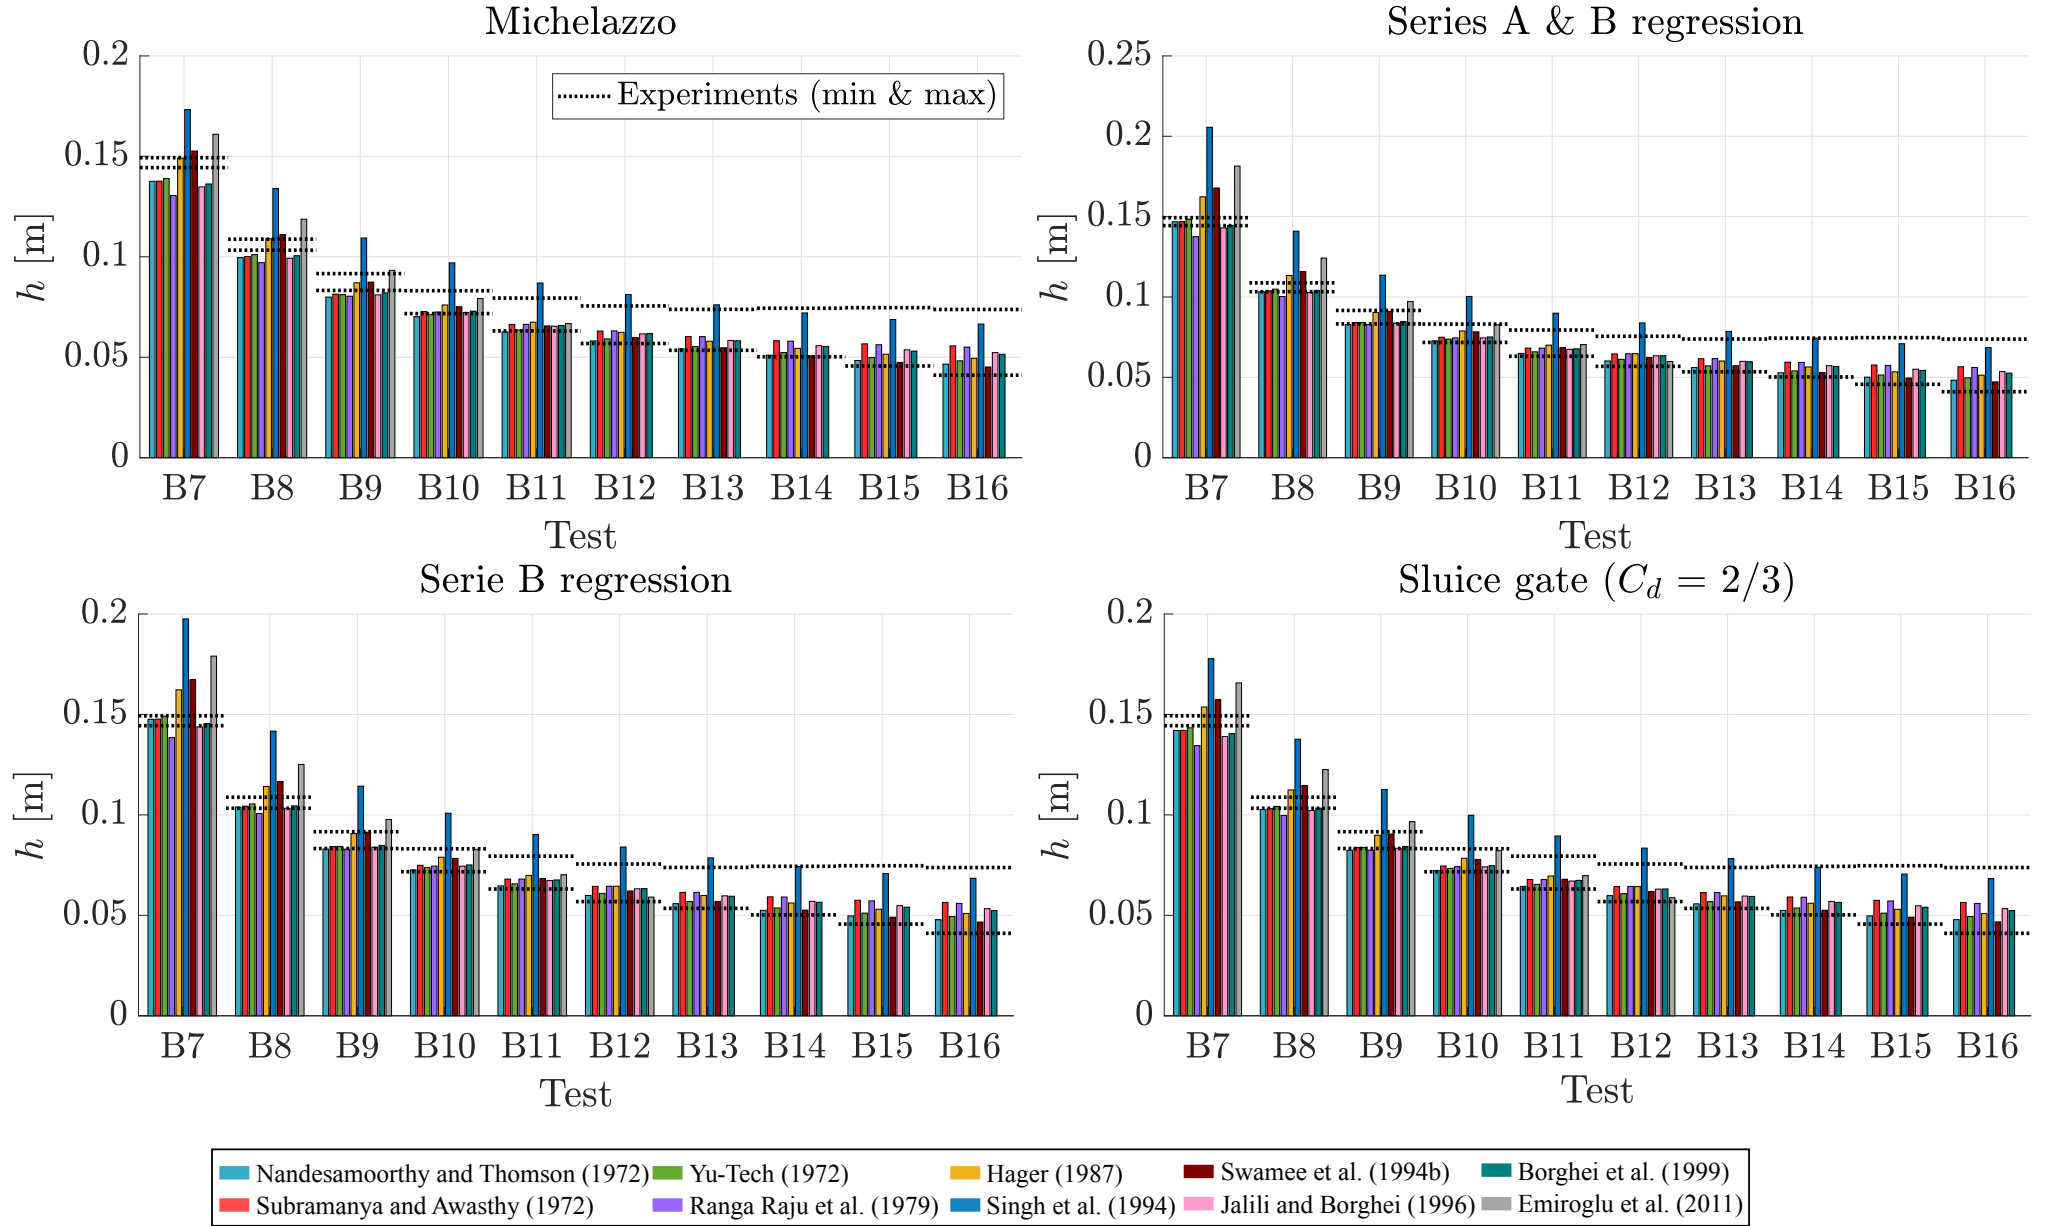 Michelazzo
0.2
0.15
0.1
0.05
0
h [m]
Experiments (min & max)
B7 B8 B9 B10 B11 B12 B13 B14 B15 B16
Test
Series A & B regression
0.25
0.2
0.15
0.1
0.05
0
h [m]
B7 B8 B9 B10 B11 B12 B13 B14 B15 B16
Test
Serie B regression
0.2
0.15
0.1
0.05
0
h [m]
B7 B8 B9 B10 B11 B12 B13 B14 B15 B16
Test
Sluice gate (C_d = 2/3)
0.2
0.15
0.1
0.05
0
h [m]
B7 B8 B9 B10 B11 B12 B13 B14 B15 B16
Test
Nandesamoorthy and Thomson (1972) Yu-Tech (1972) Hager (1987) Swamee et al. (1994b) Borghei et al. (1999)
Subramanya and Awasthy (1972) Ranga Raju et al. (1979) Singh et al. (1994) Jalili and Borghei (1996) Emiroglu et al. (2011)